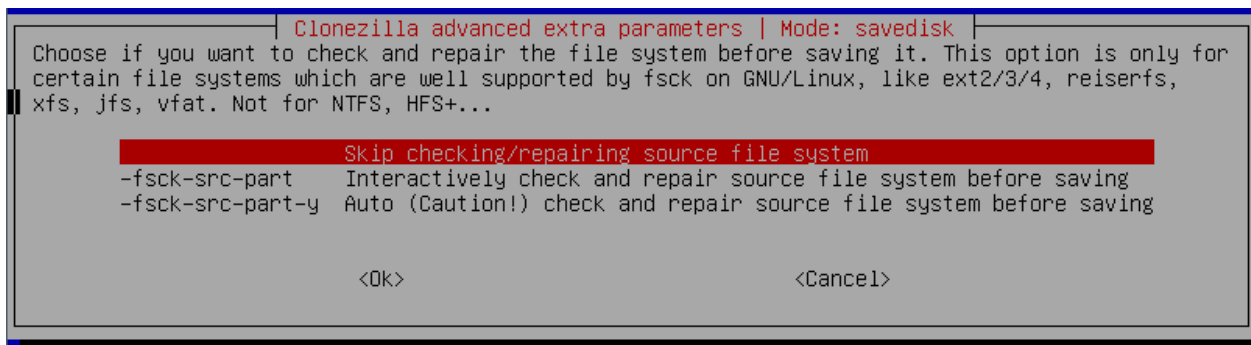 Clonezilla advanced extra parameters | Mode: savedisk
Choose if you want to check and repair the file system before saving it. This option is only for
certain file systems which are well supported by fsck on GNU/Linux, like ext2/3/4, reiserfs,
xfs, jfs, vfat. Not for NTFS, HFS+...
Skip checking/repairing source file system
-fsck-src-part Interactively check and repair source file system before saving
-fsck-src-part-y Auto (Caution!) check and repair source file system before saving
<Ok> <Cancel>